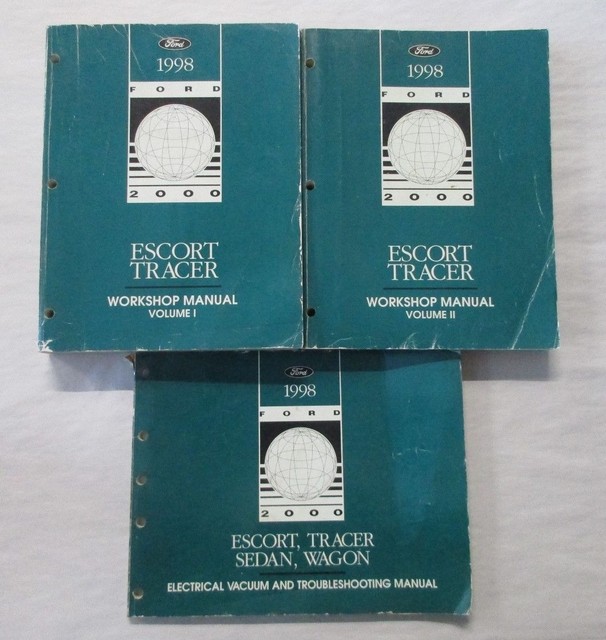 Ford
1998
FORD
2000
ESCORT
TRACER
WORKSHOP MANUAL
VOLUME I
Ford
1998
FORD
2000
ESCORT
TRACER
WORKSHOP MANUAL
VOLUME II
Ford
1998
FORD
2000
ESCORT, TRACER
SEDAN, WAGON
ELECTRICAL VACUUM AND TROUBLESHOOTING MANUAL